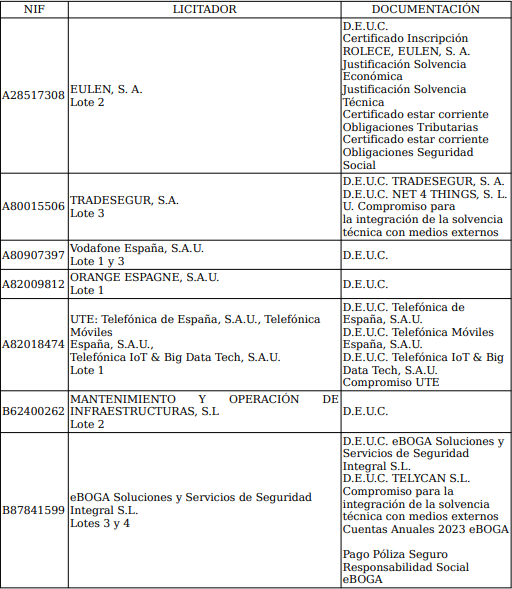 NIF LICITADOR DOCUMENTACIÓN
A28517308
EULEN, S. A.
Lote 2
D.E.U.C.
Certificado Inscripción
ROLECE, EULEN, S. A.
Justificación Solvencia
Económica
Justificación Solvencia
Técnica
Certificado estar corriente
Obligaciones Tributarias
Certificado estar corriente
Obligaciones Seguridad
Social
A80015506
TRADESEGUR, S.A.
Lote 3
D.E.U.C. TRADESEGUR, S. A.
D.E.U.C. NET 4 THINGS, S. L.
U. Compromiso para
la integración de la solvencia
técnica con medios externos
A80907397
Vodafone España, S.A.U.
Lote 1 y 3
D.E.U.C.
A82009812
ORANGE ESPAGNE, S.A.U.
Lote 1
D.E.U.C.
A82018474
UTE: Telefónica de España, S.A.U., Telefónica
Móviles
España, S.A.U.,
Telefónica IoT & Big Data Tech, S.A.U.
Lote 1
D.E.U.C. Telefónica de
España, S.A.U.
D.E.U.C. Telefónica Móviles
España, S.A.U.
D.E.U.C. Telefónica IoT & Big
Data Tech, S.A.U.
Compromiso UTE
B62400262
MANTENIMIENTO Y OPERACIÓN DE
INFRAESTRUCTURAS, S.L
Lote 2
D.E.U.C.
B87841599
eBOGA Soluciones y Servicios de Seguridad
Integral S.L.
Lotes 3 y 4
D.E.U.C. eBOGA Soluciones y
Servicios de Seguridad
Integral S.L.
D.E.U.C. TELYCAN S.L.
Compromiso para la
integración de la solvencia
técnica con medios externos
Cuentas Anuales 2023 eBOGA
Pago Póliza Seguro
Responsabilidad Social
eBOGA